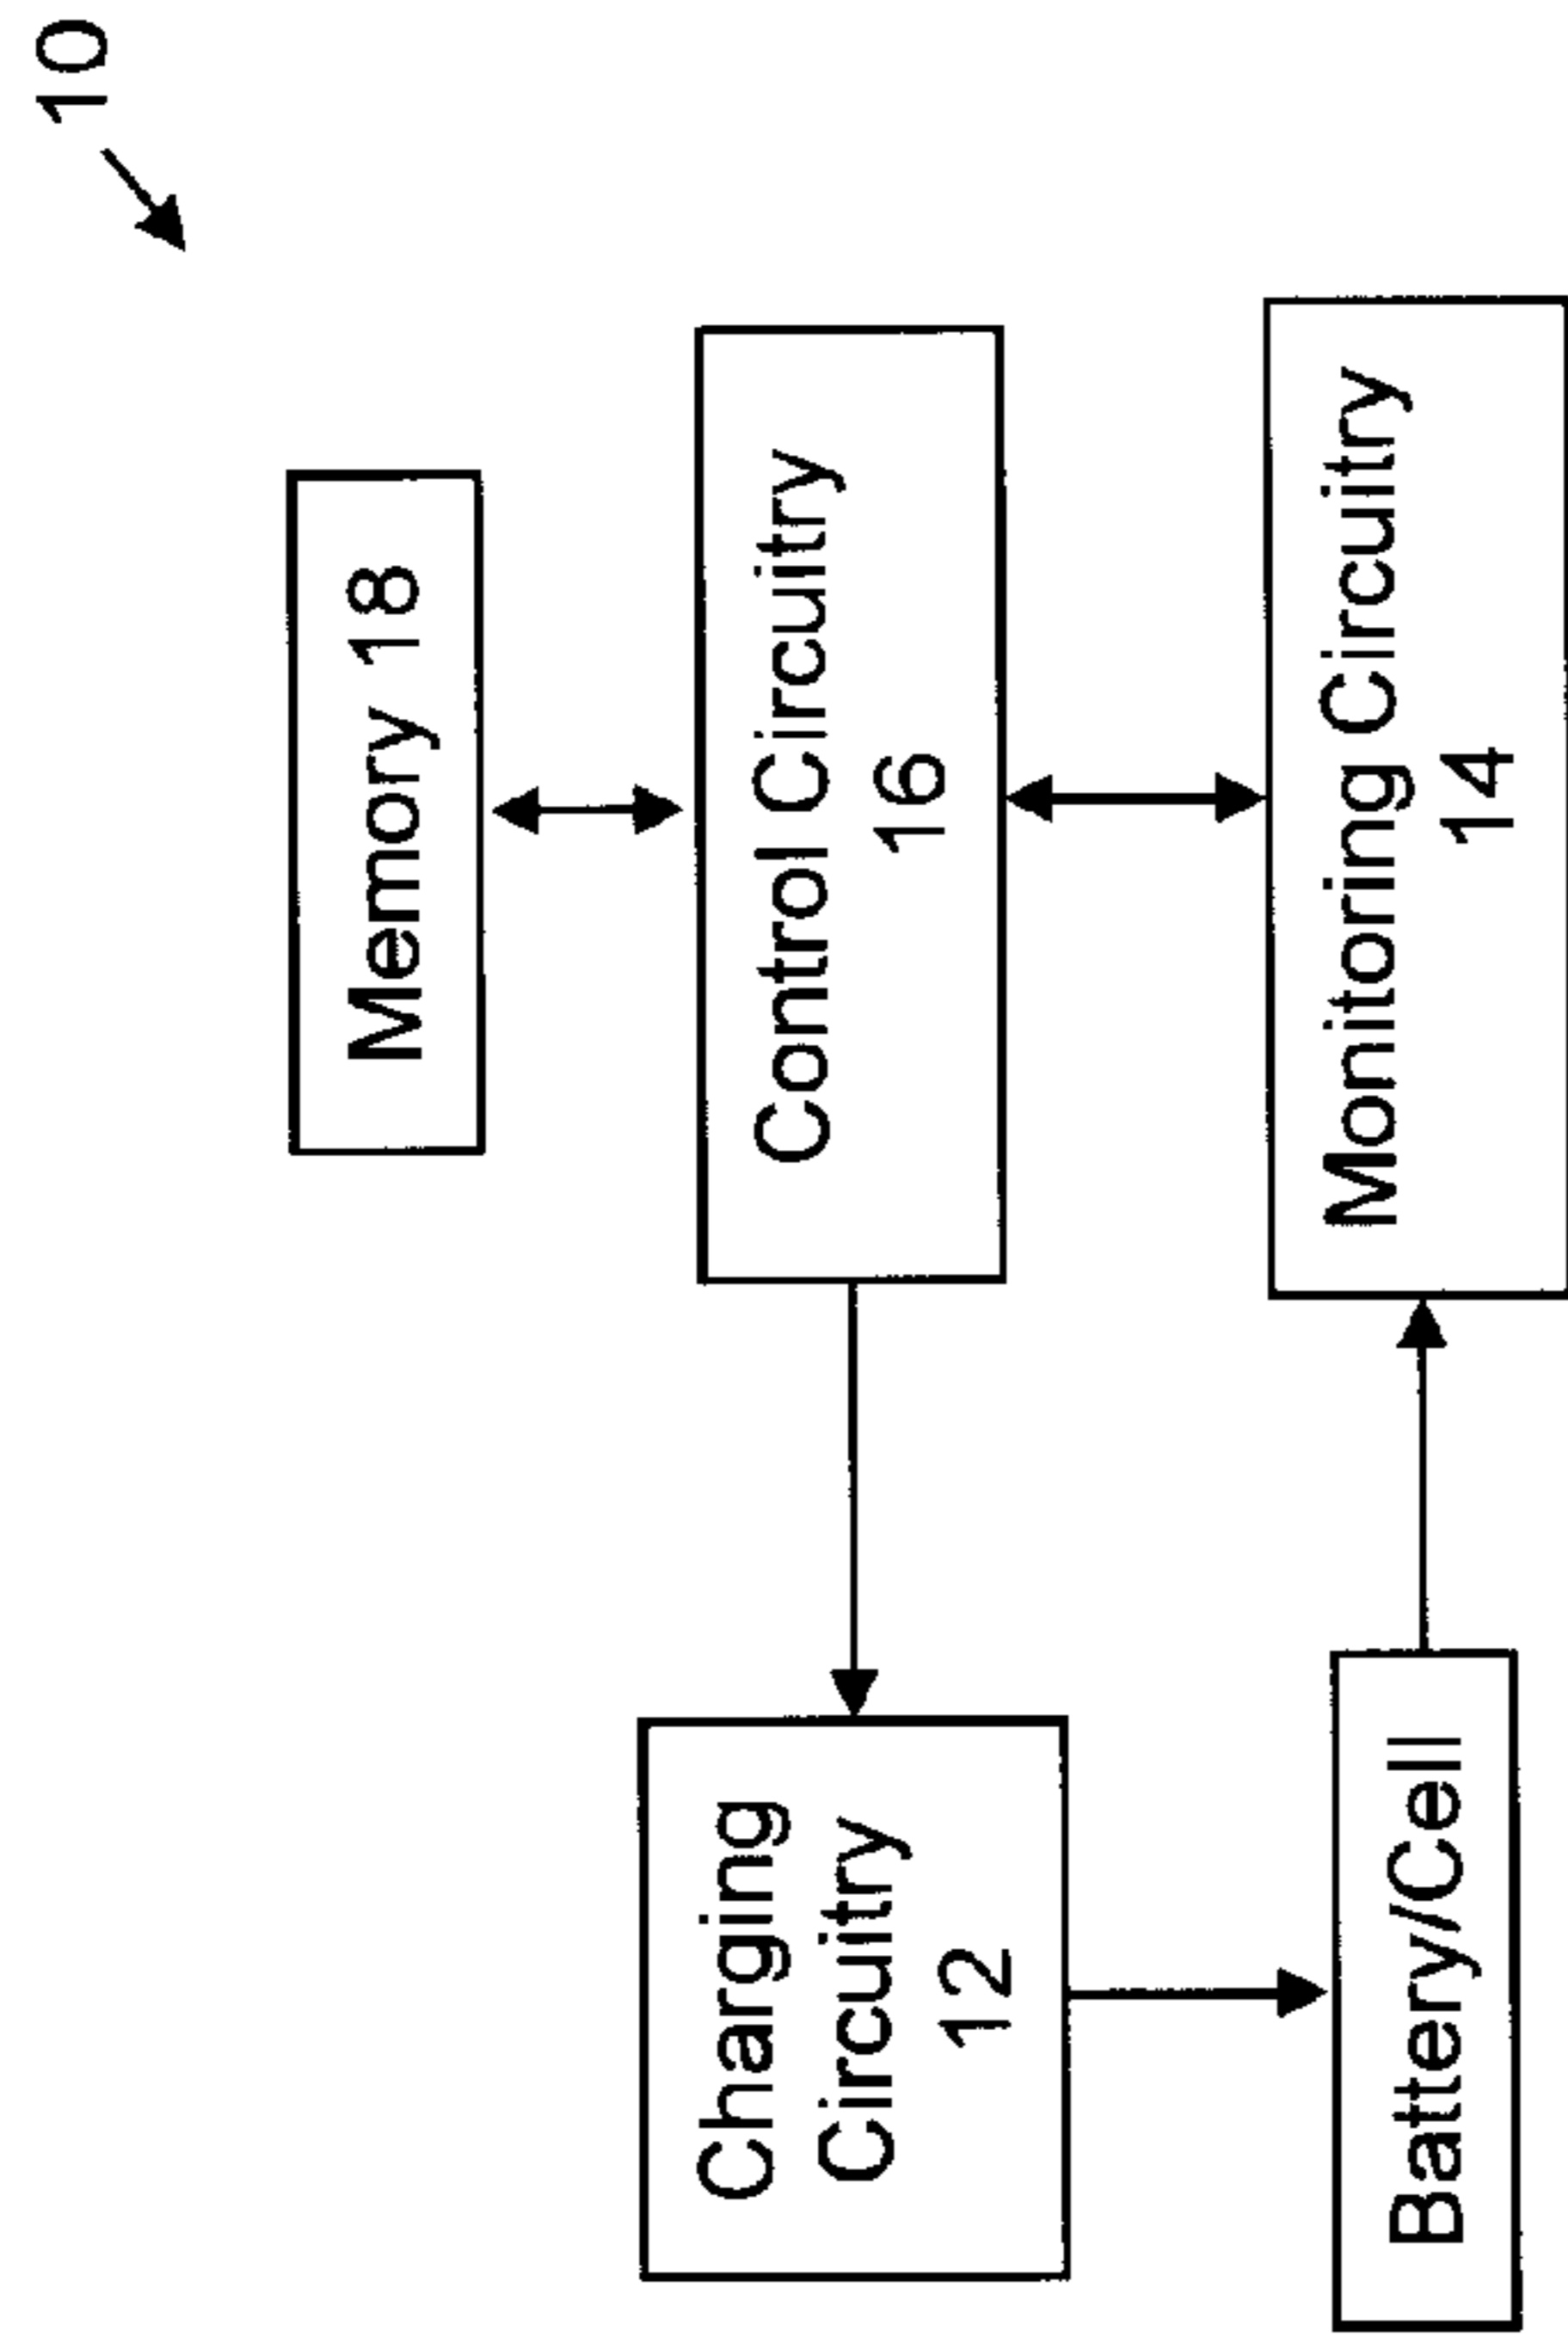 10
Memory 18
Control Circuitry
16
Charging
Circuitry
12
Monitoring Circuitry
14
Battery/Cell